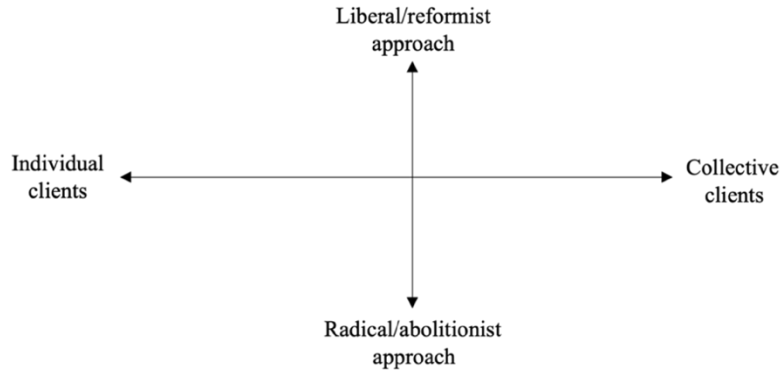 Liberal/reformist
approach
Individual
clients
Collective
clients
Radical/abolitionist
approach